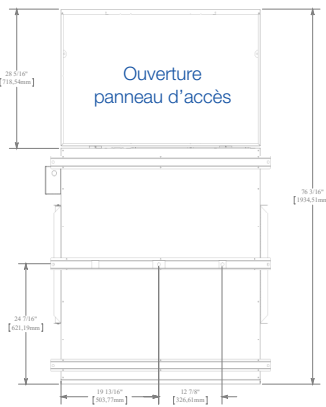 28 5/16"
[718,54mm]
Ouverture
panneau d'accès
76 3/16"
[1934,51mm]
24 7/16"
[621,19mm]
19 13/16"
[503,77mm]
12 7/8"
[326,61mm]